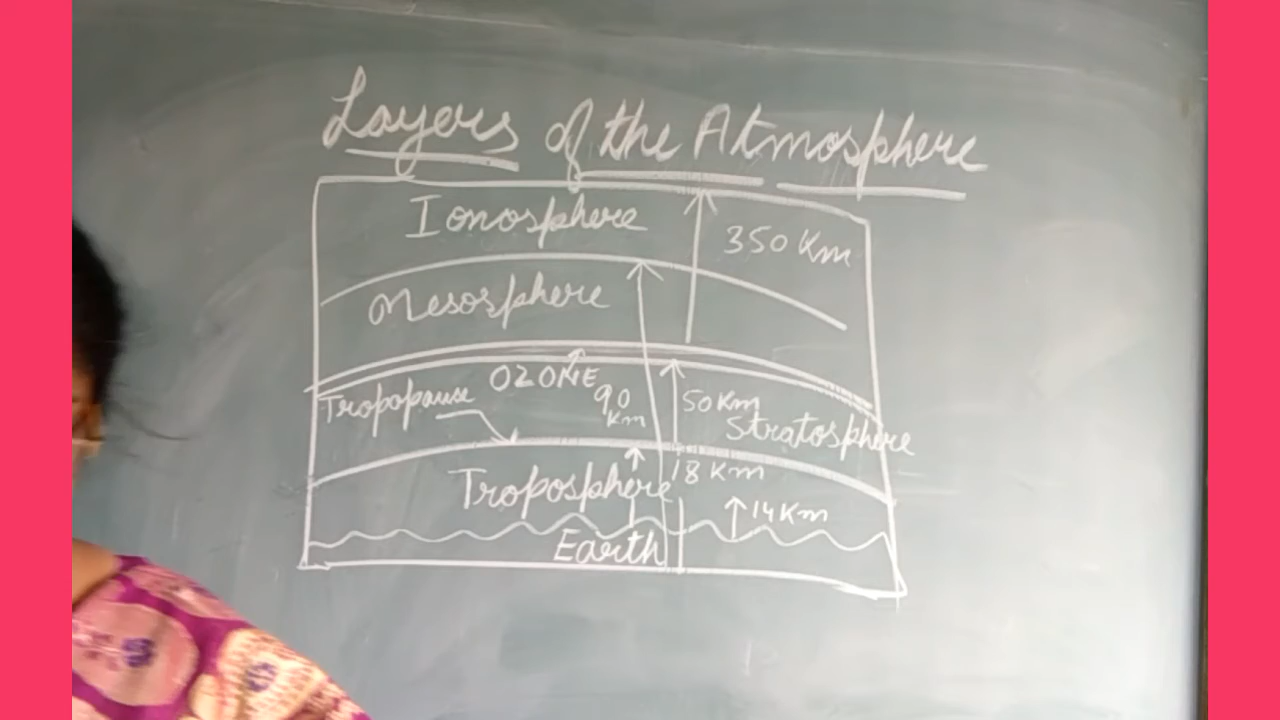 Layers of the Atmosphere
Ionosphere
350 Km
Mesosphere
OZONE
Tropopause
90
Km
50 Km
Stratosphere
18 Km
Troposphere
14 Km
Earth